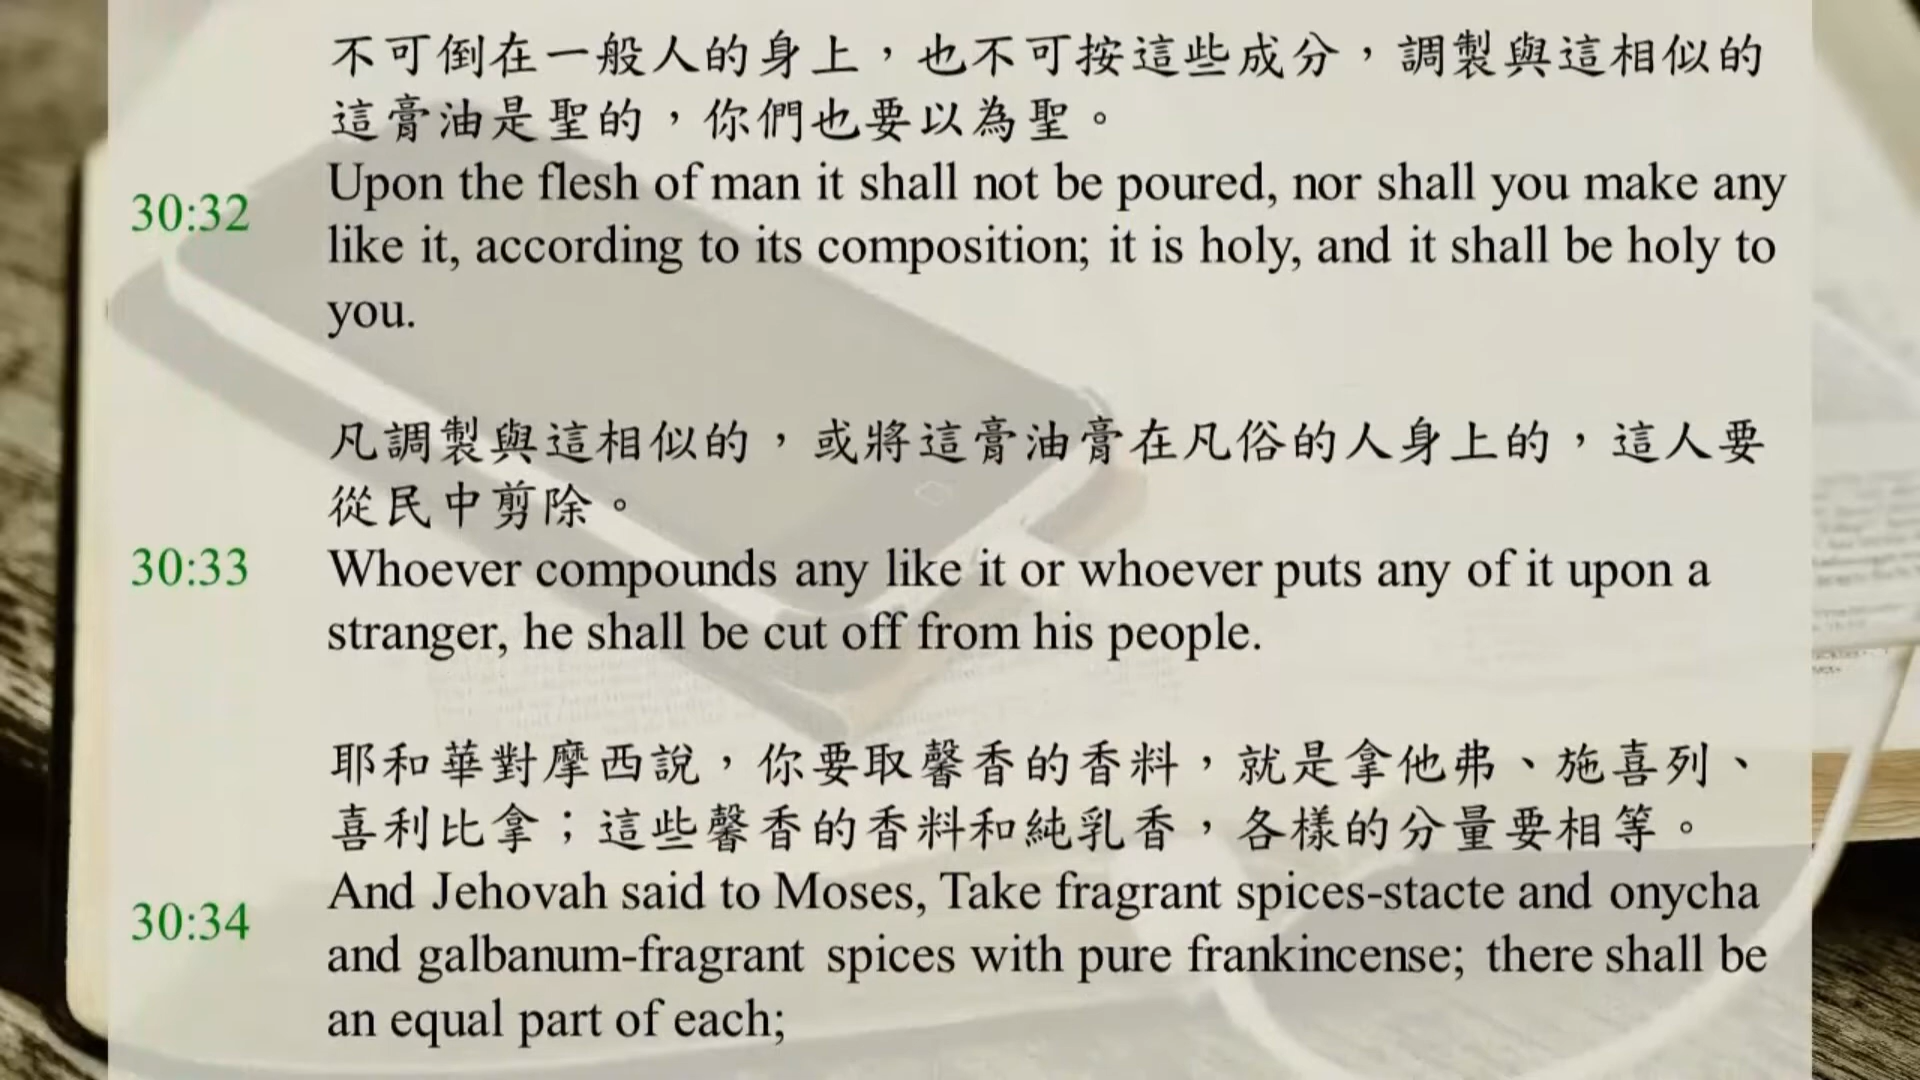 不可倒在一般人的身上，也不可按這些成分，調製與這相似的
這膏油是聖的，你們也要以為聖。
30:32
Upon the flesh of man it shall not be poured, nor shall you make any
like it, according to its composition; it is holy, and it shall be holy to
you.
凡調製與這相似的，或將這膏油膏在凡俗的人身上的，這人要
從民中剪除。
30:33
Whoever compounds any like it or whoever puts any of it upon a
stranger, he shall be cut off from his people.
耶和華對摩西說，你要取馨香的香料，就是拿他弗、施喜列、
喜利比拿；這些馨香的香料和純乳香，各樣的分量要相等。
30:34
And Jehovah said to Moses, Take fragrant spices-stacte and onycha
and galbanum-fragrant spices with pure frankincense; there shall be
an equal part of each;